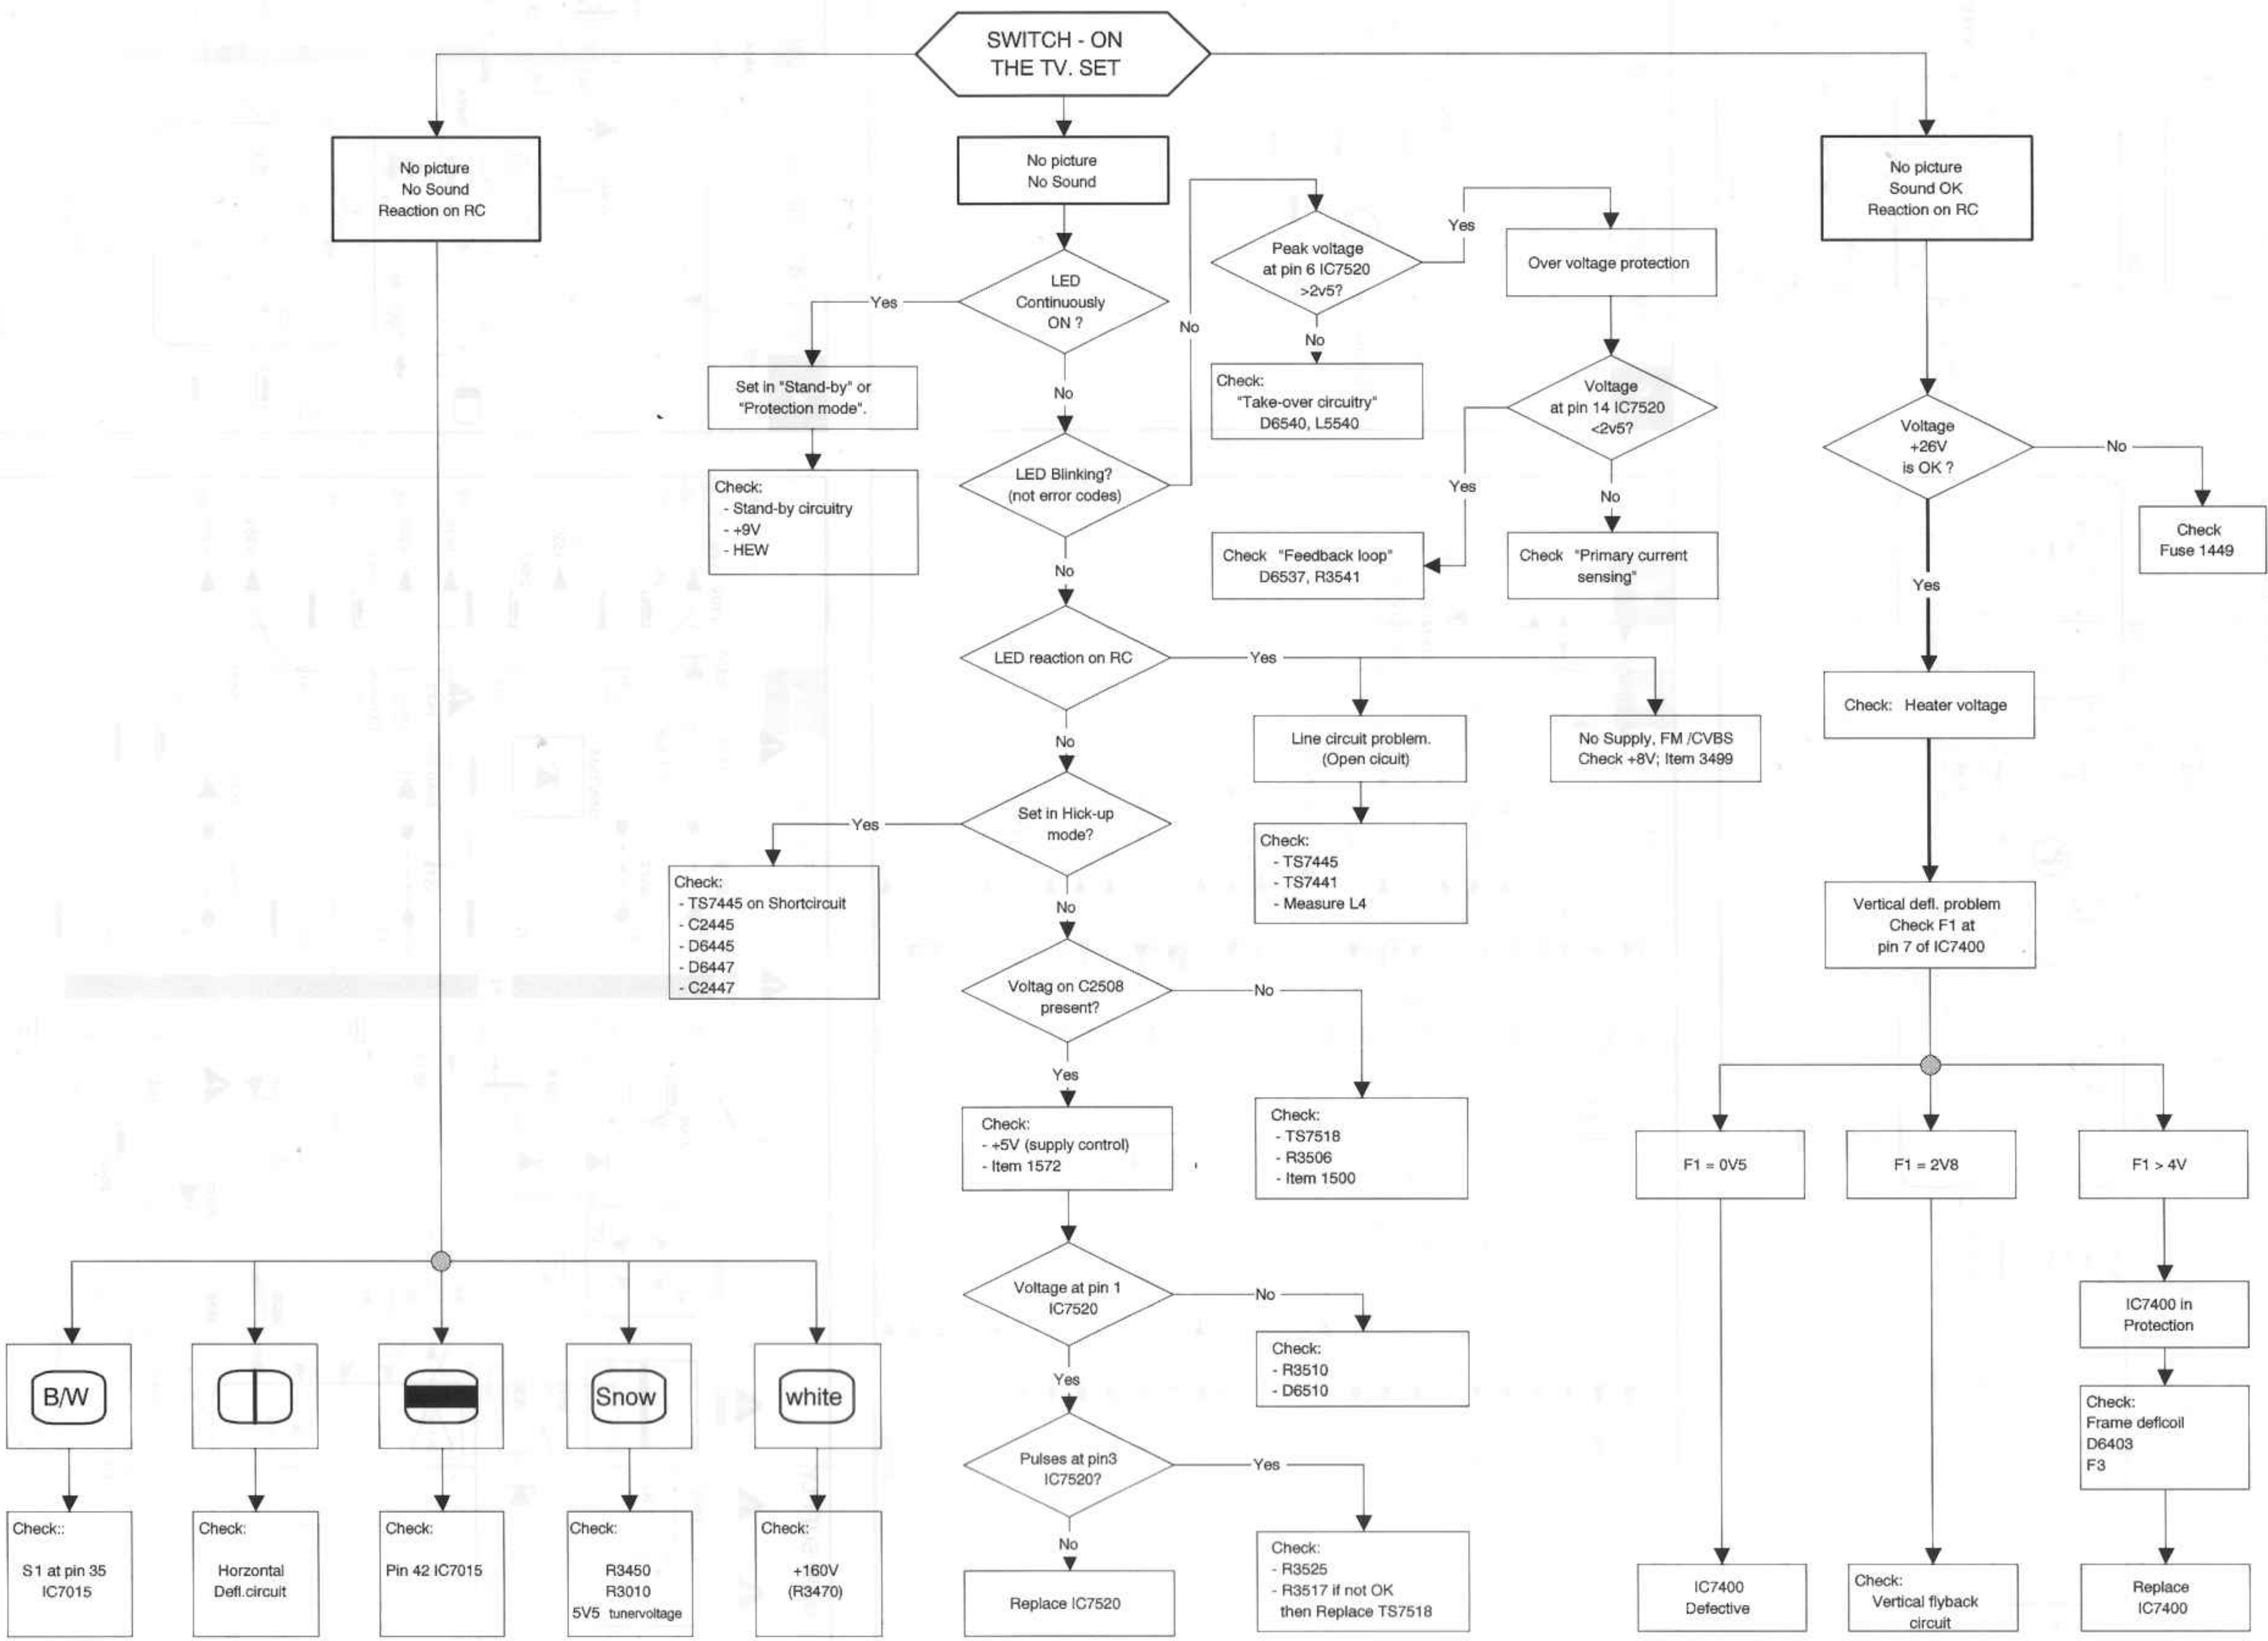 SWITCH - ON
THE TV. SET
No picture
No Sound
Reaction on RC
No picture
No Sound
LED
Continuously
ON ?
Yes
Set in "Stand-by" or
"Protection mode".
Check:
- Stand-by circuitry
- +9V
- HEW
No
LED Blinking?
(not error codes)
No
Peak voltage
at pin 6 IC7520
>2v5?
Yes
Over voltage protection
No
Check:
"Take-over circuitry"
D6540, L5540
Voltage
at pin 14 IC7520
<2v5?
Yes
Check "Feedback loop"
D6537, R3541
No
Check "Primary current
sensing"
No
LED reaction on RC
Yes
Line circuit problem.
(Open cicuit)
Check:
- TS7445
- TS7441
- Measure L4
No Supply, FM /CVBS
Check +8V; Item 3499
No
Set in Hick-up
mode?
Yes
Check:
- TS7445 on Shortcircuit
- C2445
- D6445
- D6447
- C2447
No
Voltag on C2508
present?
No
Check:
- TS7518
- R3506
- Item 1500
Yes
Check:
- +5V (supply control)
- Item 1572
Voltage at pin 1
IC7520
No
Check:
- R3510
- D6510
Yes
Pulses at pin3
IC7520?
Yes
Check:
- R3525
- R3517 if not OK
then Replace TS7518
No
Replace IC7520
No picture
Sound OK
Reaction on RC
Voltage
+26V
is OK ?
No
Check
Fuse 1449
Yes
Check: Heater voltage
Vertical defl. problem
Check F1 at
pin 7 of IC7400
F1 = 0V5
F1 = 2V8
F1 > 4V
IC7400
Defective
Check:
Vertical flyback
circuit
IC7400 in
Protection
Check:
Frame deflcoil
D6403
F3
Replace
IC7400
B/W
Snow
white
Check::
S1 at pin 35
IC7015
Check:
Horzontal
Defl.circuit
Check:
Pin 42 IC7015
Check:
R3450
R3010
5V5 tunervoltage
Check:
+160V
(R3470)